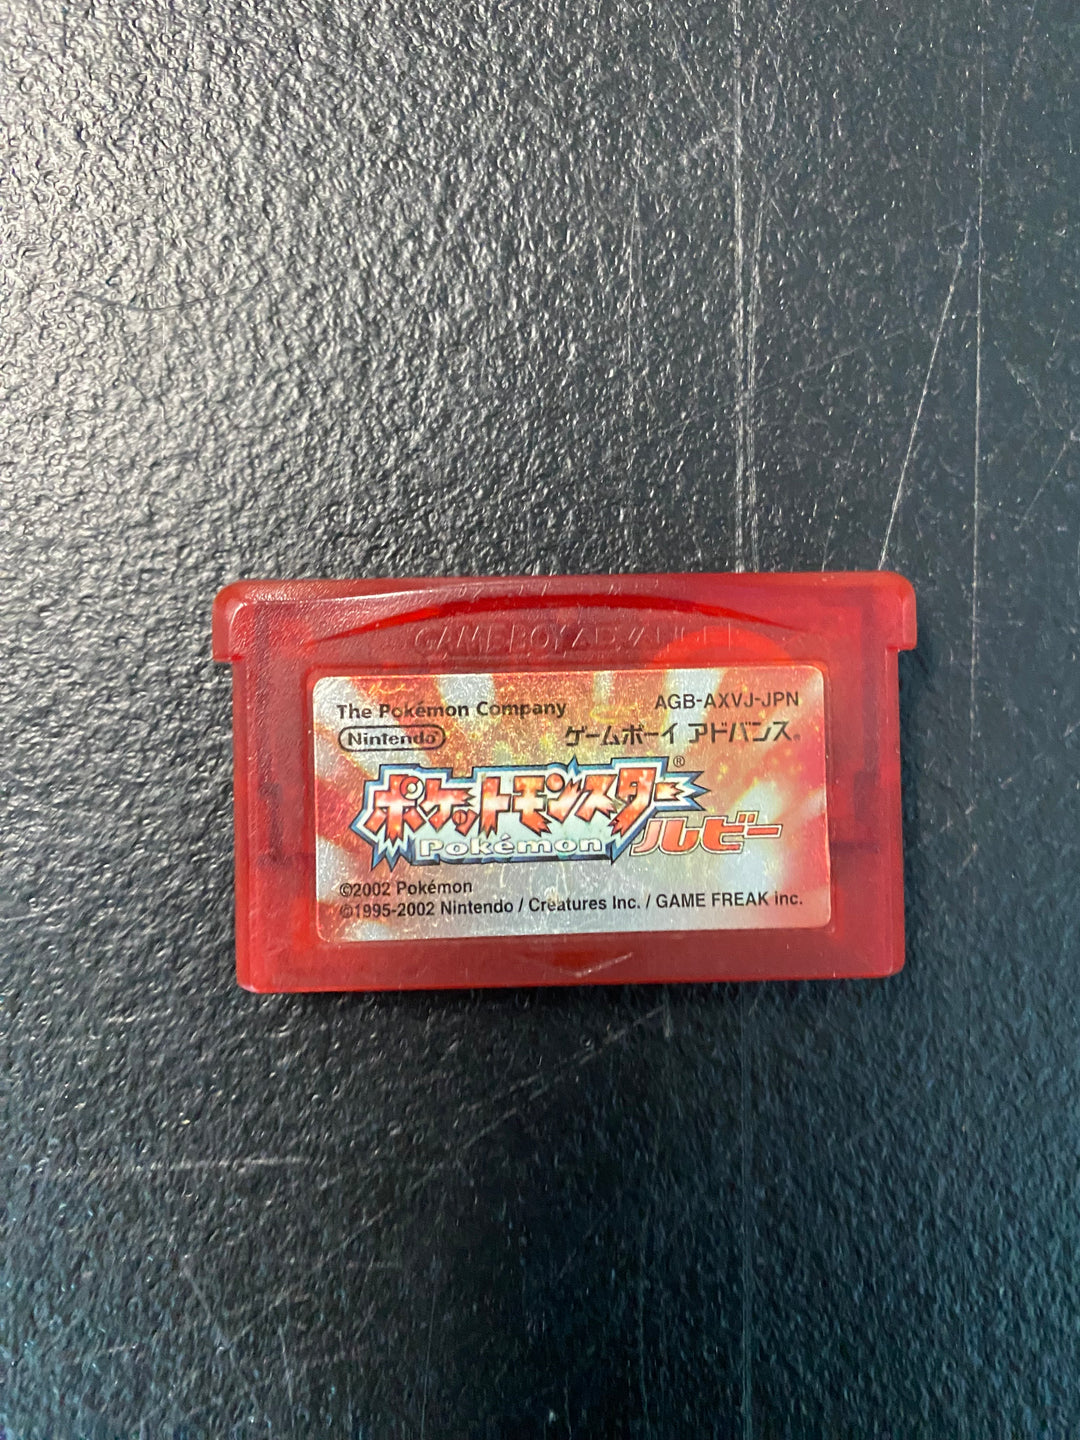 GAME BOY ADVANCE
The Pokémon Company
AGB-AXVJ-JPN
Nintendo
ゲームボーイ アドバンス®
ポケットモンスター®
Pokémon
ルビー
©2002 Pokémon
©1995-2002 Nintendo / Creatures Inc. / GAME FREAK inc.